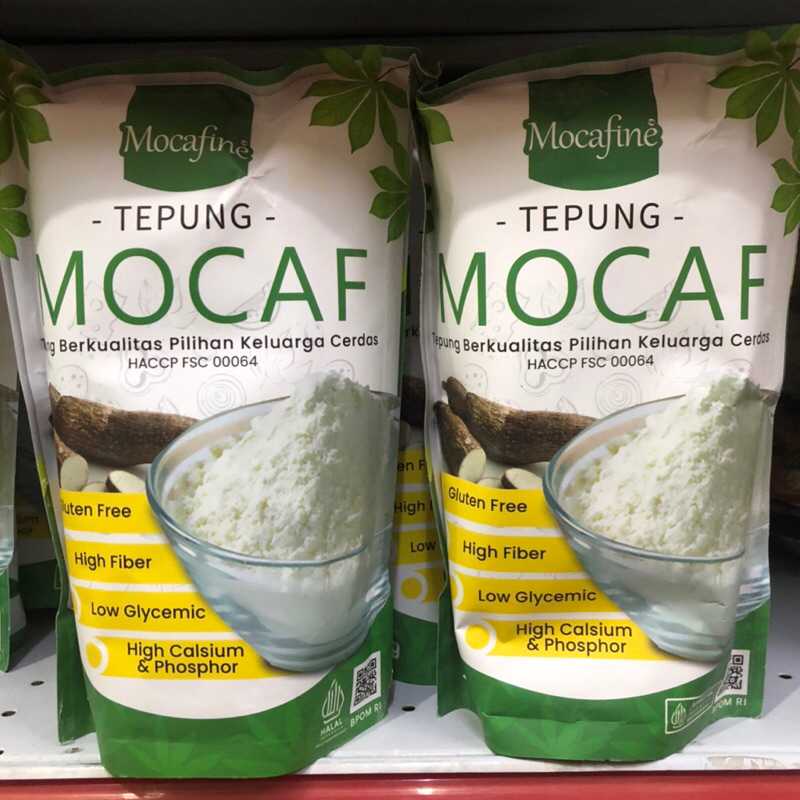 Mocafine
- TEPUNG -
MOCAF
Berkualitas Pilihan Keluarga Cerdas
HACCP FSC 00064
Gluten Free
High Fiber
Low Glycemic
High Calsium
& Phosphor
HALAL
BPOM RI
Mocafine
- TEPUNG -
MOCAF
Tepung Berkualitas Pilihan Keluarga Cerdas
HACCP FSC 00064
Gluten Free
High Fiber
Low Glycemic
High Calsium
& Phosphor
BPOM RI